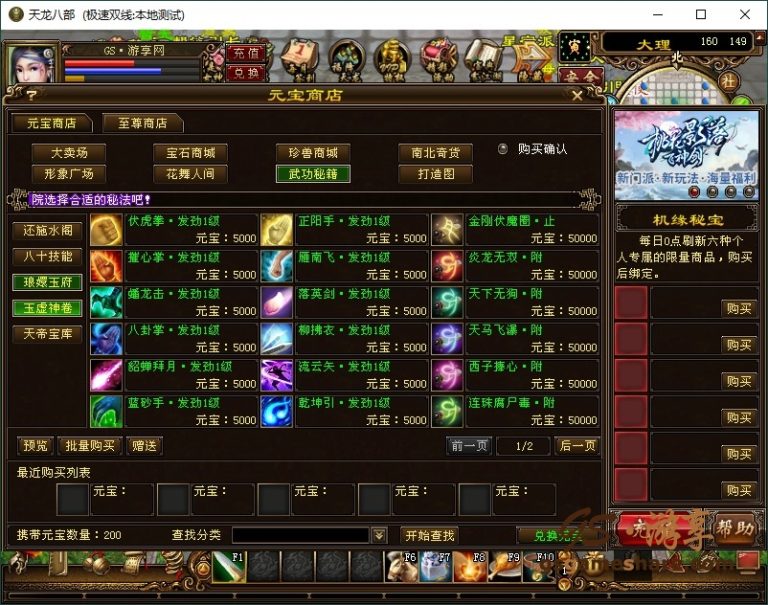 天龙八部 (极速双线:本地测试)
GS·游享网
充值
兑换
大理 160 149
北
元宝商店
元宝商店 至尊商店
大卖场 宝石商城 珍兽商城 南北奇货 购买确认
形象广场 花舞人间 武功秘籍 打造图
院选择合适的秘法吧!
还施水阁
八十技能
琅嬛玉府
玉虚神卷
天帝宝库
伏虎拳·发劲1级 正阳手·发劲1级 金刚伏魔圈·止
元宝:5000 元宝:5000 元宝:50000
摧心掌·发劲1级 雁南飞·发劲1级 炎龙无双·附
元宝:5000 元宝:5000 元宝:50000
蟠龙击·发劲1级 落英剑·发劲1级 天下无狗·附
元宝:5000 元宝:5000 元宝:50000
八卦掌·发劲1级 柳拂衣·发劲1级 天马飞瀑·附
元宝:5000 元宝:5000 元宝:50000
貂蝉拜月·发劲1级 流云矢·发劲1级 西子捧心·附
元宝:5000 元宝:5000 元宝:50000
蓝砂手·发劲1级 乾坤引·发劲1级 连珠腐尸毒·附
元宝:5000 元宝:5000 元宝:50000
预览 批量购买 赠送 前一页 1/2 后一页
最近购买列表
元宝: 元宝: 元宝: 元宝: 元宝:
携带元宝数量:200 查找分类 开始查找 兑换元
新门派·新玩法·海量福利
机缘秘宝
每日0点刷新六种个
人专属的限量商品,购买
后绑定。
购买
购买
购买
购买
购买
购买
帮助
F1 F6 F7 F8 F9 F10